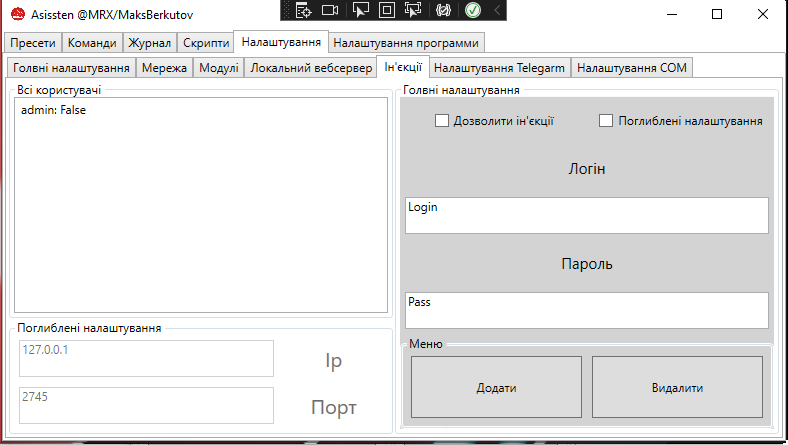 Asissten @MRX/MaksBerkutov
Пресети Команди Журнал Скрипти Налаштування Налаштування программи
Голвні налаштування Мережа Модулі Локальний вебсервер Ін'єкції Налаштування Telegarm Налаштування COM
Всі користувачі
admin: False
Голвні налаштування
Дозволити ін'єкції Поглиблені налаштування
Логін
Login
Пароль
Pass
Поглиблені налаштування
127.0.0.1 Ip
2745 Порт
Меню
Додати Видалити